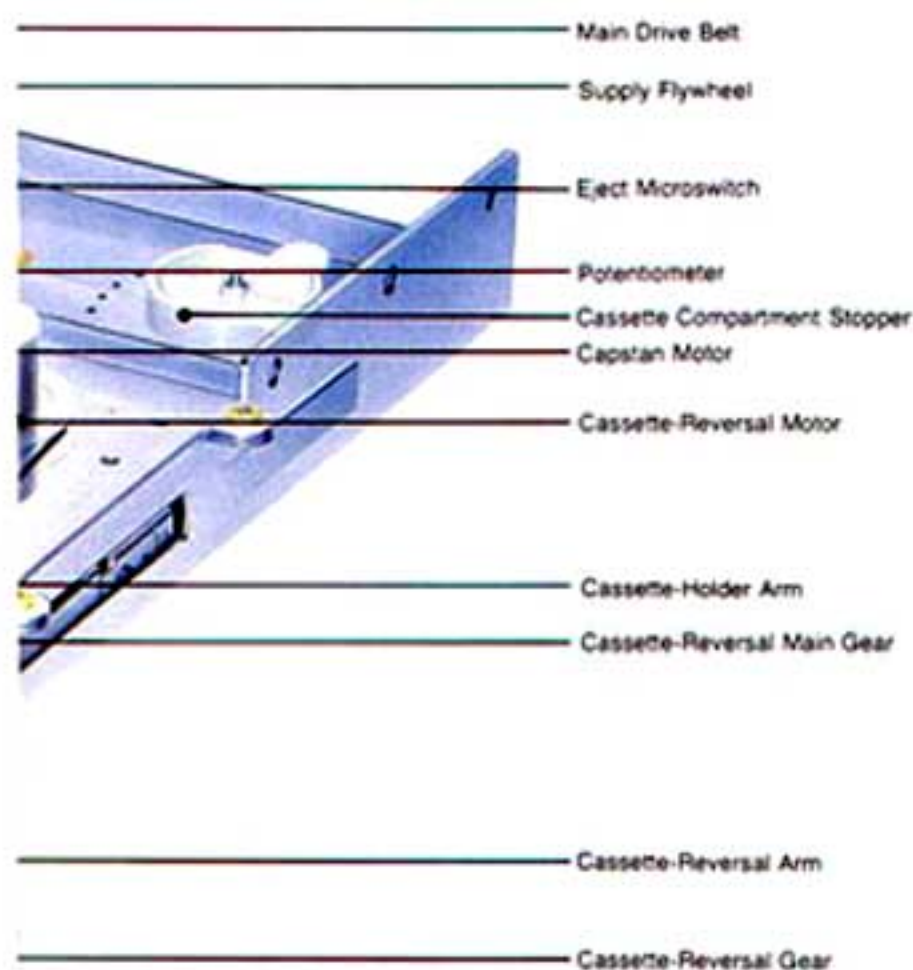 Main Drive Belt
Supply Flywheel
Eject Microswitch
Potentiometer
Cassette Compartment Stopper
Capstan Motor
Cassette-Reversal Motor
Cassette-Holder Arm
Cassette-Reversal Main Gear
Cassette-Reversal Arm
Cassette-Reversal Gear